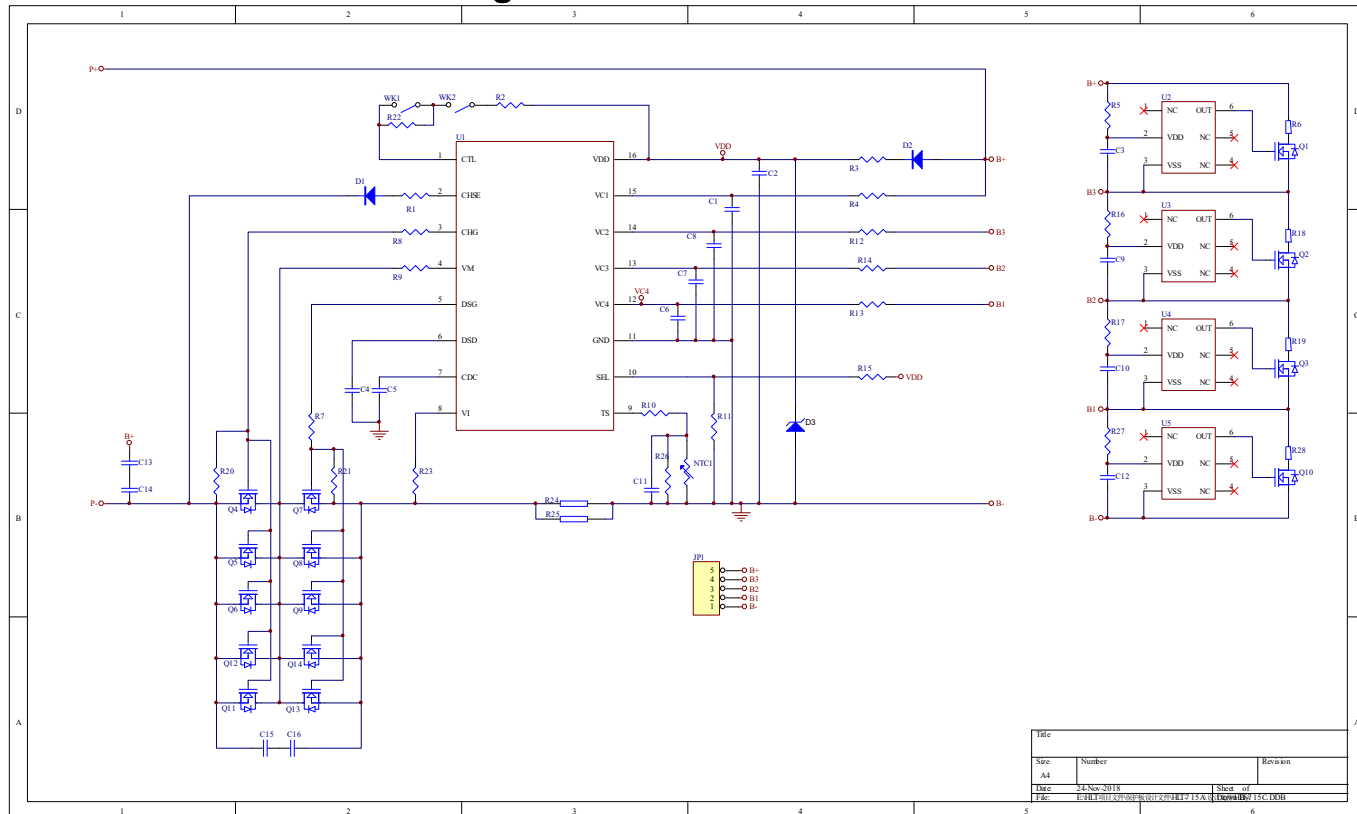 g
1 2 3 4 5 6
D
C
B
A
P+
WK1
WK2
R2
R22
U1
1 CTL
2 CHSE
3 CHG
4 VM
5 DSG
6 DSD
7 CDC
8 VI
VDD 16
VC1 15
VC2 14
VC3 13
VC4 12
GND 11
SEL 10
TS 9
D1
R1
R8
R9
VDD
C2
R3
D2
B+
C1
R4
C8
R12
B3
C7
R14
B2
VC4
C6
R13
B1
R15
VDD
C4
C5
R7
R10
R11
D3
B+
C13
C14
R20
R21
R23
R26
NTC1
C11
P-
Q4
Q7
R24
R25
B-
Q5
Q8
Q6
Q9
Q12
Q14
Q11
Q13
C15
C16
JP1
5 B+
4 B3
3 B2
2 B1
1 B-
B+
R5
U2
1 NC OUT 6
2 VDD NC 5
3 VSS NC 4
R6
Q1
C3
B3
R16
U3
1 NC OUT 6
2 VDD NC 5
3 VSS NC 4
R18
Q2
C9
B2
R17
U4
1 NC OUT 6
2 VDD NC 5
3 VSS NC 4
R19
Q3
C10
B1
R27
U5
1 NC OUT 6
2 VDD NC 5
3 VSS NC 4
R28
Q10
C12
B-
Title
Size Number Revision
A4
Date: 24-Nov-2018 Sheet of
File:
1 2 3 4 5 6